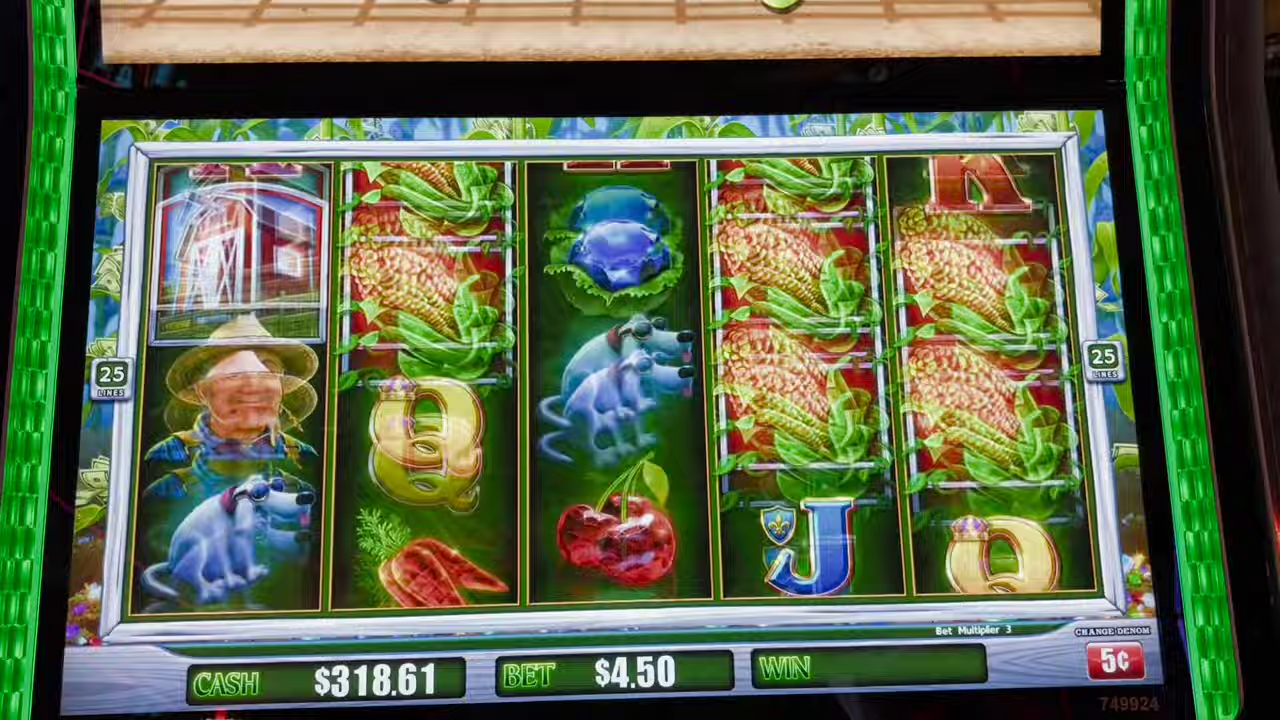 K
25
LINES
25
LINES
Q
J
Q
Bet Multiplier 3
CHANGE DENOM
CASH $318.61
BET $4.50
WIN
5¢
749924